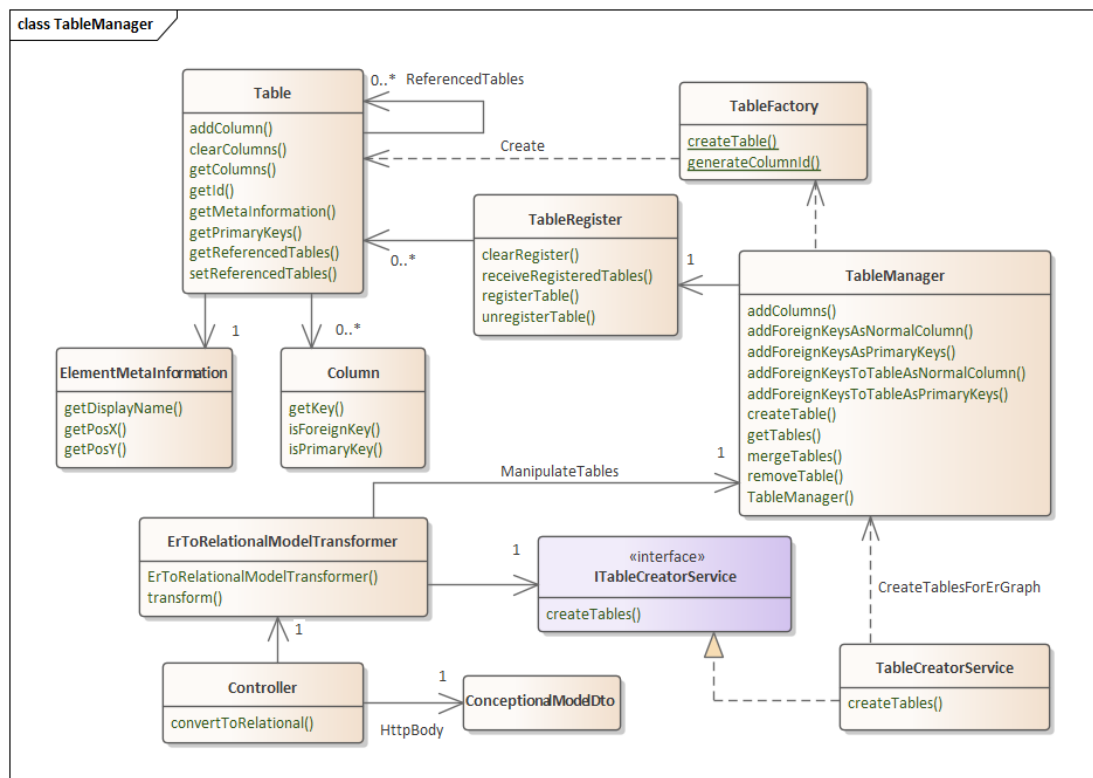 class TableManager
Table
addColumn()
clearColumns()
getColumns()
getId()
getMetaInformation()
getPrimaryKeys()
getReferencedTables()
setReferencedTables()
0..*
ReferencedTables
TableFactory
createTable()
generateColumnId()
Create
TableRegister
clearRegister()
receiveRegisteredTables()
registerTable()
unregisterTable()
0..*
1
TableManager
addColumns()
addForeignKeysAsNormalColumn()
addForeignKeysAsPrimaryKeys()
addForeignKeysToTableAsNormalColumn()
addForeignKeysToTableAsPrimaryKeys()
createTable()
getTables()
mergeTables()
removeTable()
TableManager()
1
0..*
ElementMetaInformation
getDisplayName()
getPosX()
getPosY()
Column
getKey()
isForeignKey()
isPrimaryKey()
ManipulateTables
1
ErToRelationalModelTransformer
ErToRelationalModelTransformer()
transform()
1
«interface»
ITableCreatorService
createTables()
CreateTablesForErGraph
1
Controller
convertToRelational()
1
HttpBody
ConceptionalModelDto
TableCreatorService
createTables()